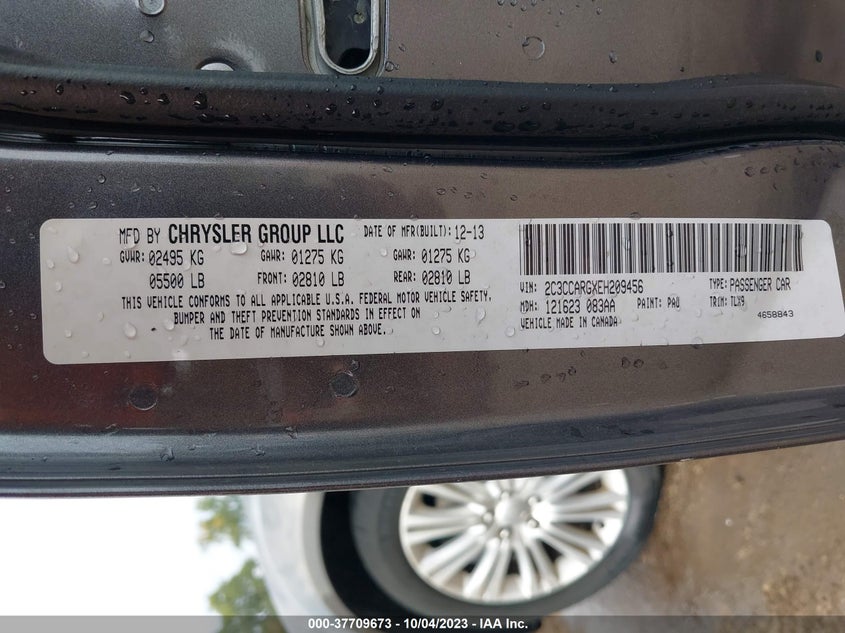 MFD BY CHRYSLER GROUP LLC DATE OF MFR(BUILT): 12-13
GVWR: 02495 KG GAWR: 01275 KG GAWR: 01275 KG
05500 LB FRONT: 02810 LB REAR: 02810 LB
THIS VEHICLE CONFORMS TO ALL APPLICABLE U.S.A. FEDERAL MOTOR VEHICLE SAFETY,
BUMPER AND THEFT PREVENTION STANDARDS IN EFFECT ON
THE DATE OF MANUFACTURE SHOWN ABOVE.
VIN: 2C3CCARGXEH209456 TYPE: PASSENGER CAR
MDH: 121623 083AA PAINT: PAU TRIM: TLX9
VEHICLE MADE IN CANADA 4658843
000-37709673 - 10/04/2023 - IAA Inc.